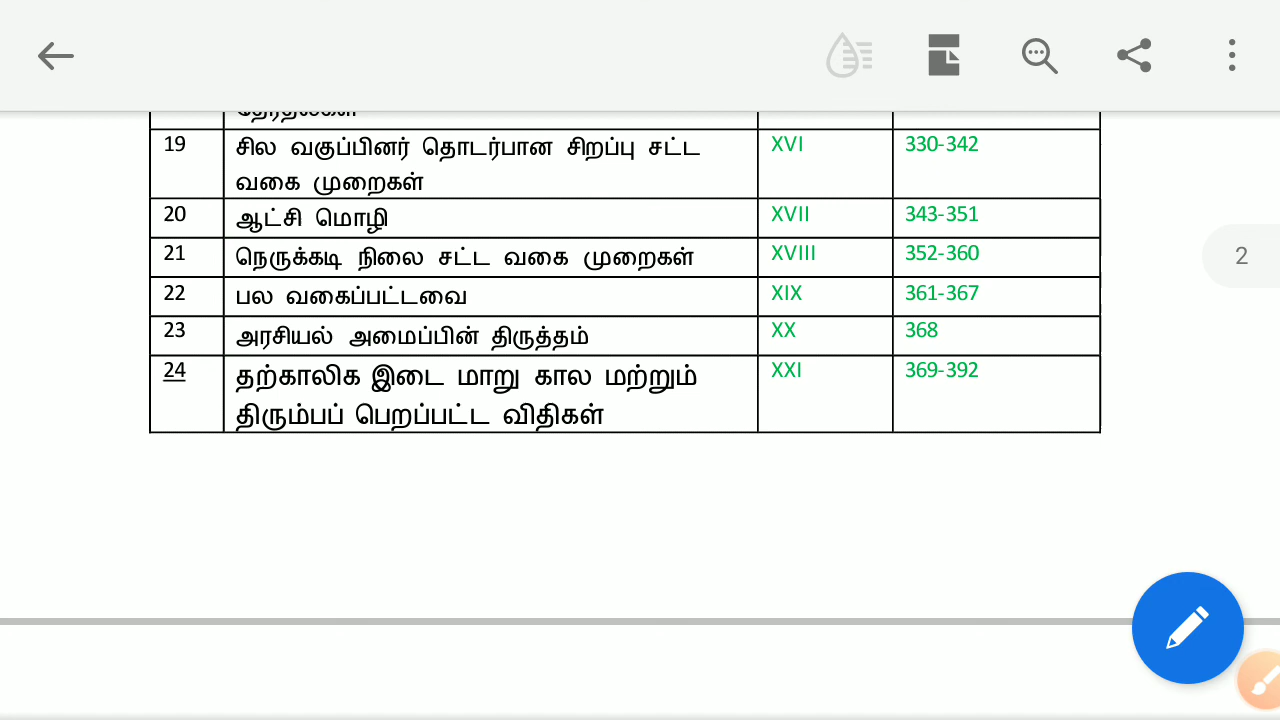 தேர்தல்கள்
19 சில வகுப்பினர் தொடர்பான சிறப்பு சட்ட XVI 330-342
வகை முறைகள்
20 ஆட்சி மொழி XVII 343-351
21 நெருக்கடி நிலை சட்ட வகை முறைகள் XVIII 352-360
2
22 பல வகைப்பட்டவை XIX 361-367
23 அரசியல் அமைப்பின் திருத்தம் XX 368
24 தற்காலிக இடை மாறு கால மற்றும் XXI 369-392
திரும்பப் பெறப்பட்ட விதிகள்